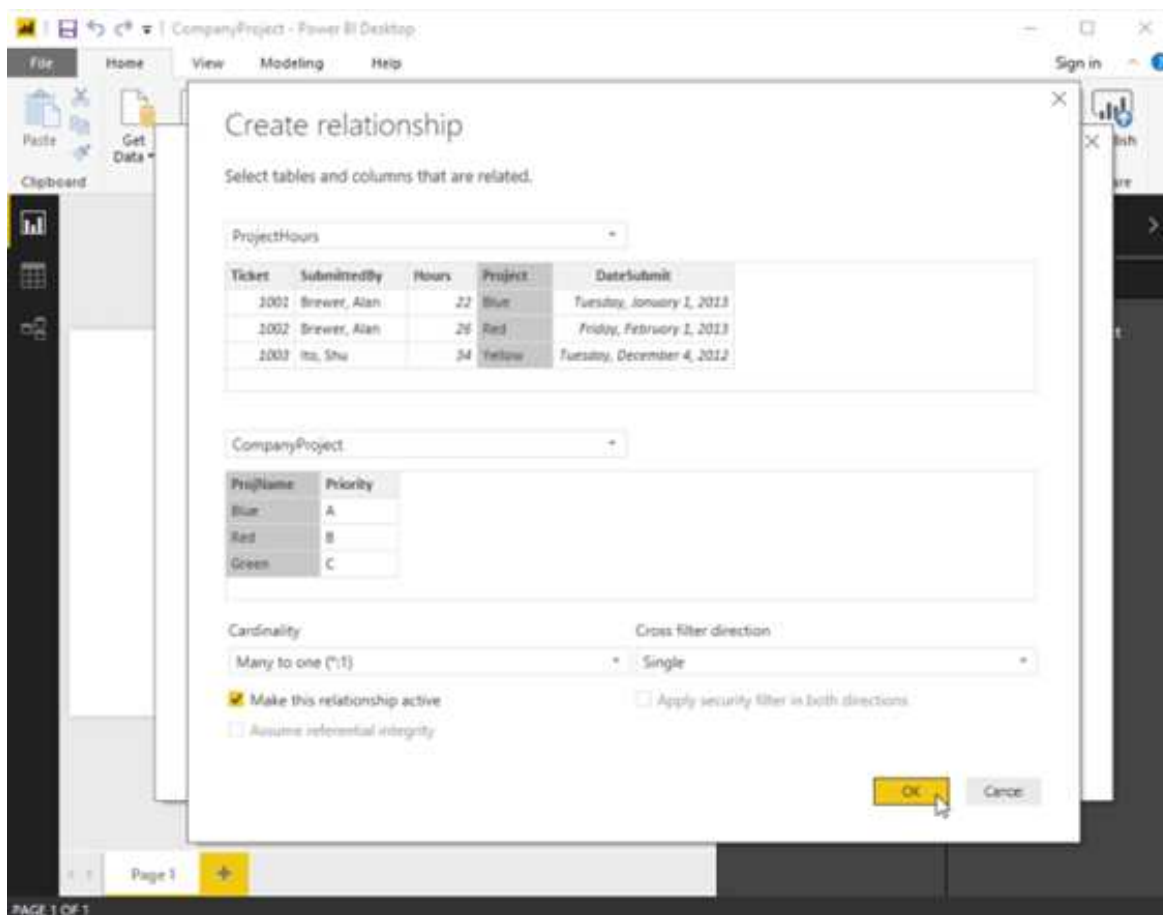 CompanyProject - Power BI Desktop
File Home View Modeling Help Sign in
Paste Get Data
Clipboard
Create relationship
Select tables and columns that are related.
ProjectHours
Ticket SubmittedBy Hours Project DateSubmit
1001 Brewer, Alan 22 Blue Tuesday, January 1, 2013
1002 Brewer, Alan 26 Red Friday, February 1, 2013
1003 Ito, Shu 34 Yellow Tuesday, December 4, 2012
CompanyProject
ProjName Priority
Blue A
Red B
Green C
Cardinality Cross filter direction
Many to one (*:1) Single
Make this relationship active Apply security filter in both directions
Assume referential integrity
OK Cancel
Page 1
PAGE 1 OF 1